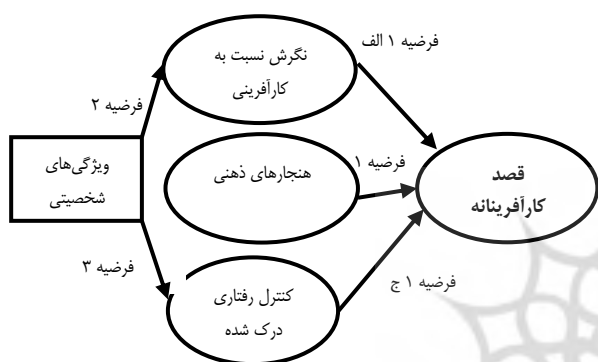 نگرش نسبت به
کارآفرینی
فرضیه ۱ الف
فرضیه ۲
ویژگی‌های
شخصیتی
هنجارهای ذهنی
فرضیه ۱
قصد
کارآفرینانه
فرضیه ۳
کنترل رفتاری
درک شده
فرضیه ۱ ج